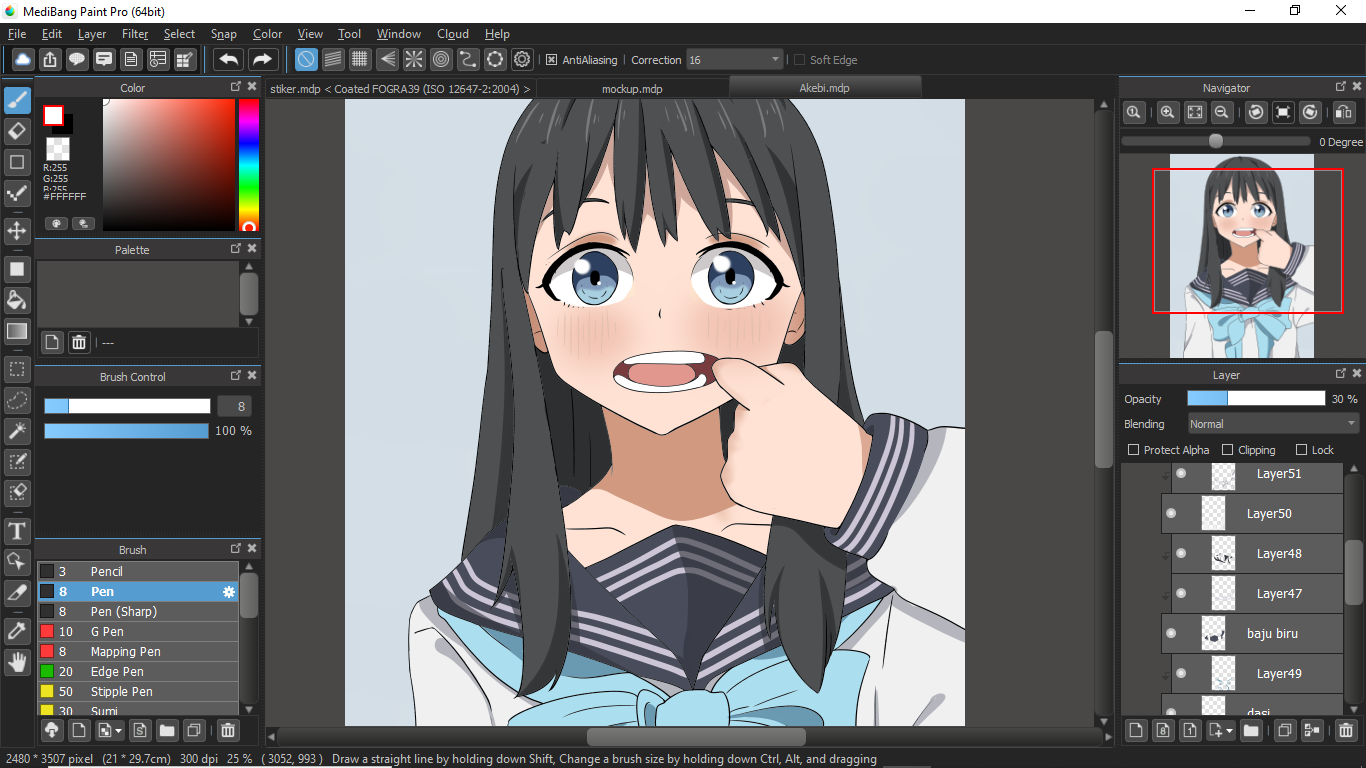 MediBang Paint Pro (64bit)
File Edit Layer Filter Select Snap Color View Tool Window Cloud Help
AntiAliasing Correction 16 Soft Edge
Color
stiker.mdp < Coated FOGRA39 (ISO 12647-2:2004) > mockup.mdp Akebi.mdp
Navigator
R:255
G:255
B:255
#FFFFFF
0 Degree
Palette
---
Brush Control
8
100 %
Brush
3 Pencil
8 Pen
8 Pen (Sharp)
10 G Pen
8 Mapping Pen
20 Edge Pen
50 Stipple Pen
30 Sumi
Layer
Opacity 30 %
Blending Normal
Protect Alpha Clipping Lock
Layer51
Layer50
Layer48
Layer47
baju biru
Layer49
dasi
2480 * 3507 pixel (21 * 29.7cm) 300 dpi 25 % ( 3052, 993 ) Draw a straight line by holding down Shift, Change a brush size by holding down Ctrl, Alt, and dragging